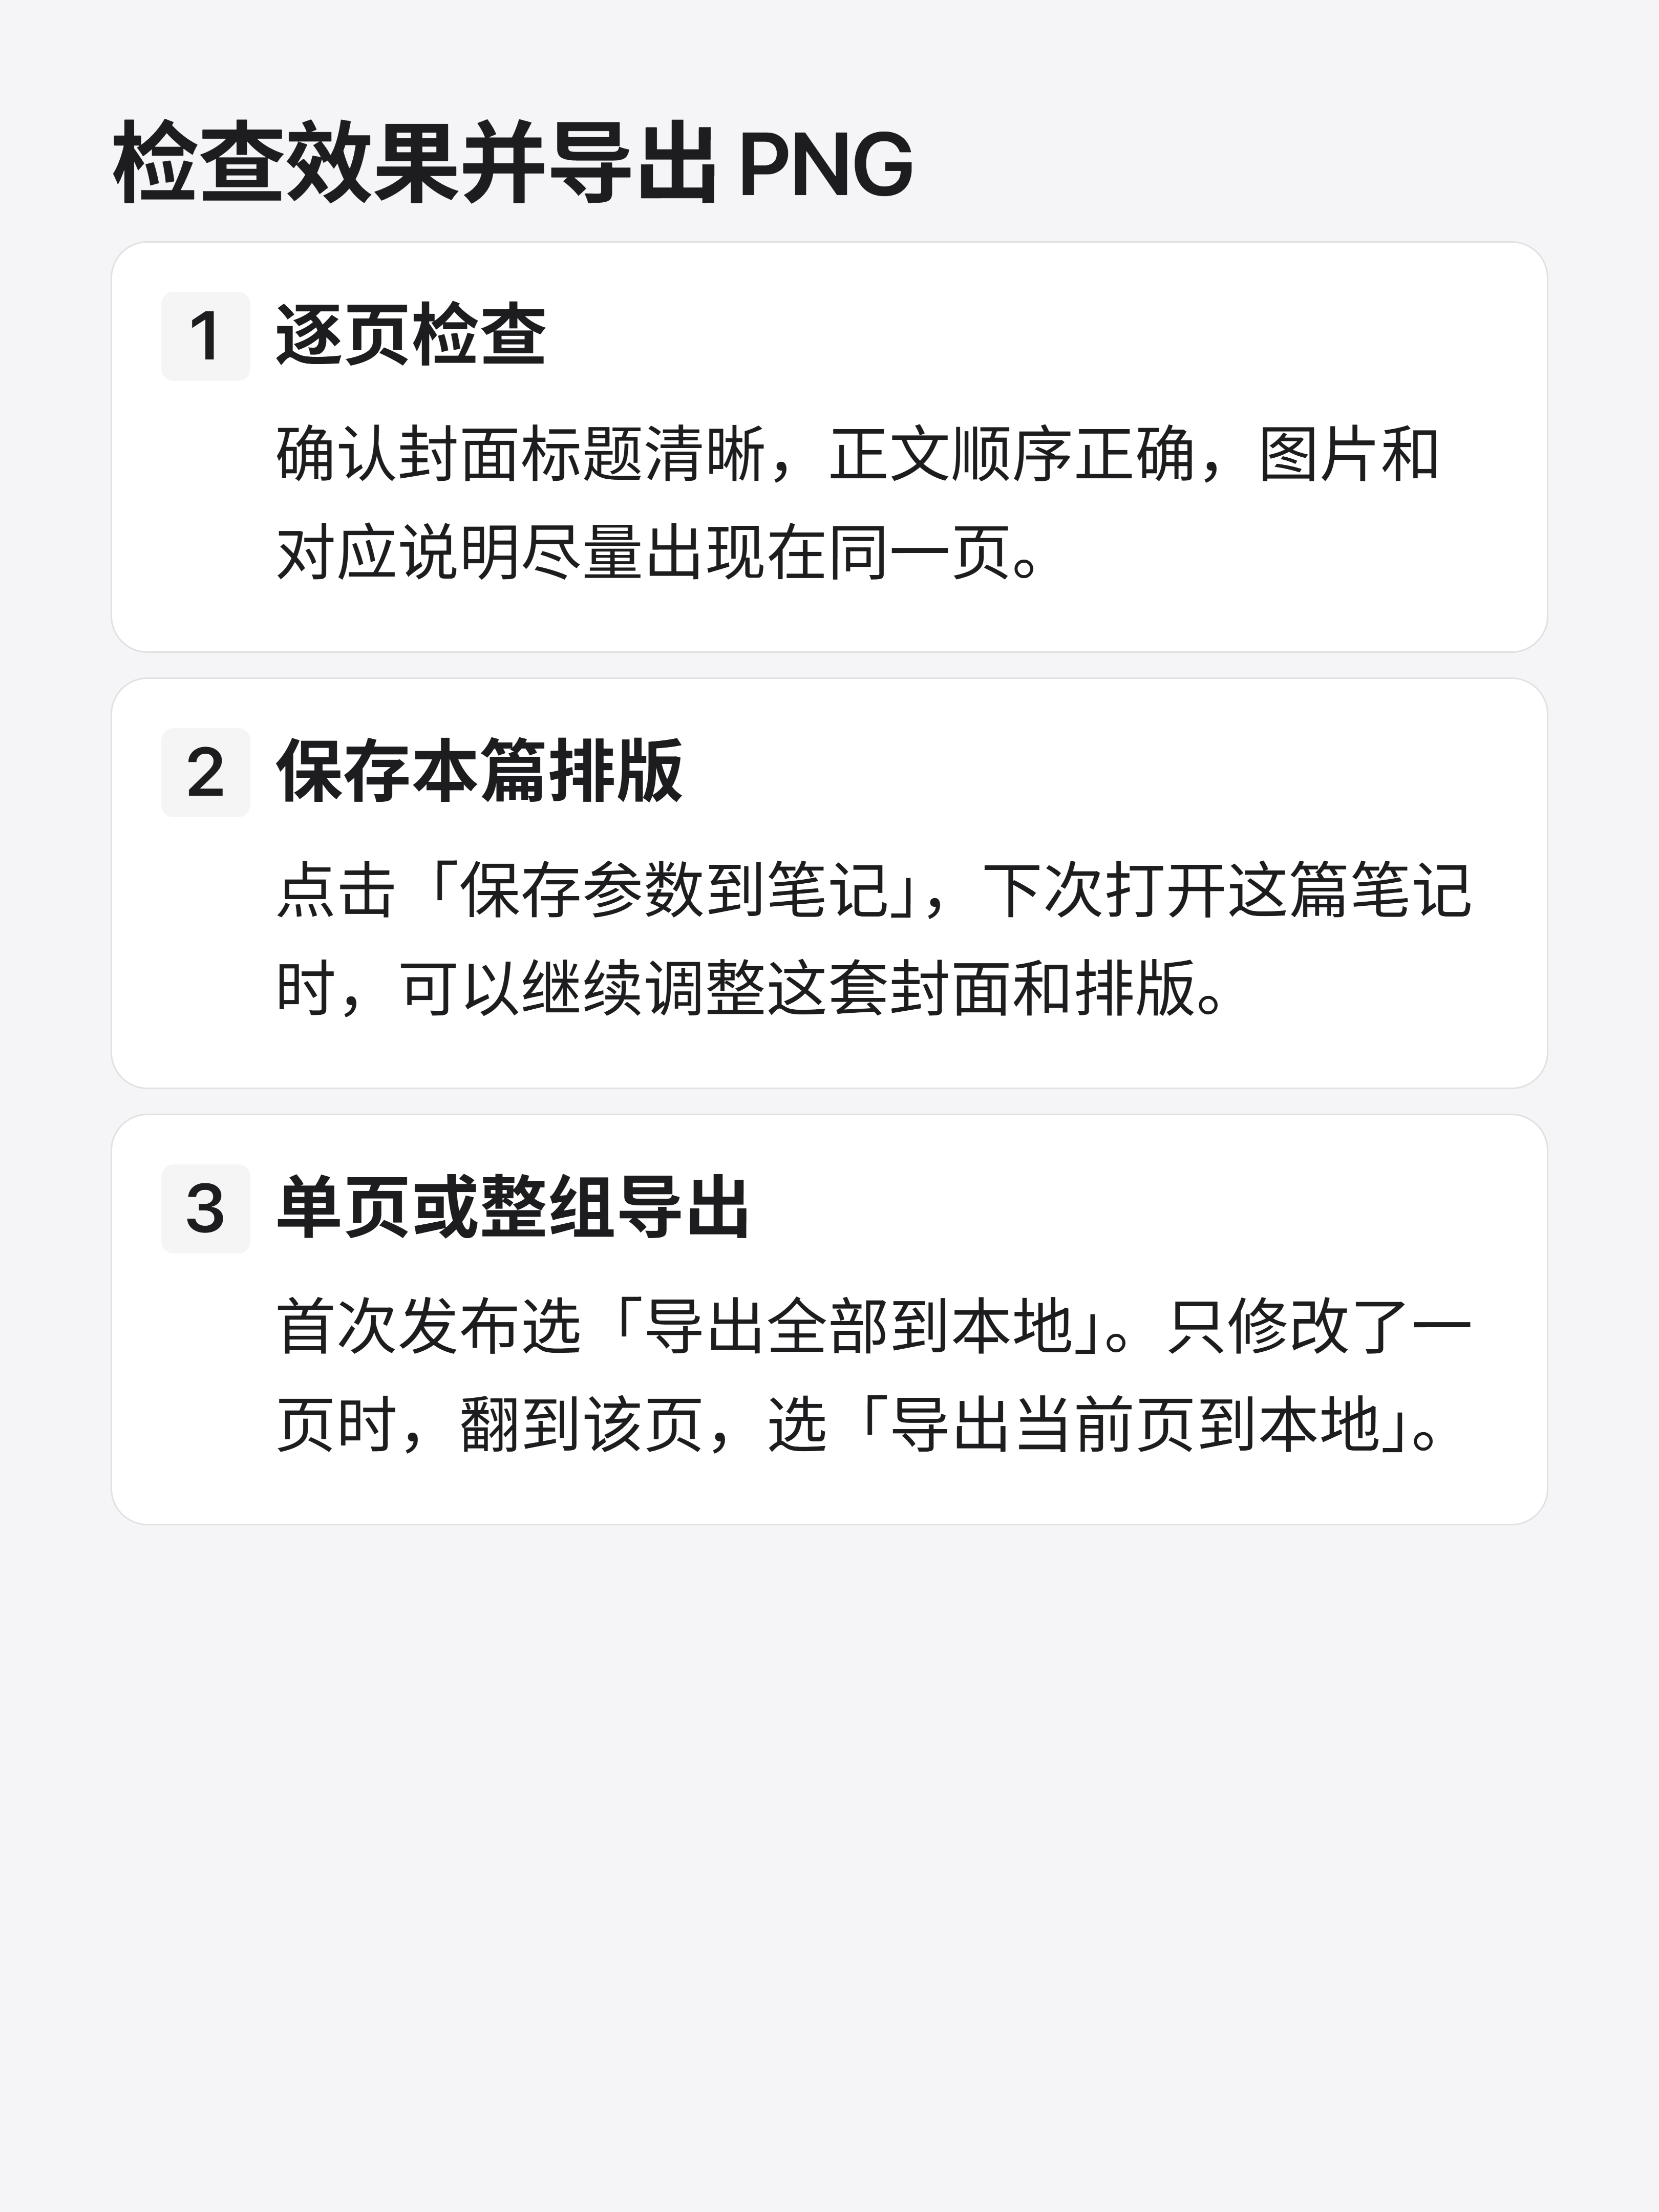 检查效果并导出 PNG
1 逐页检查
确认封面标题清晰，正文顺序正确，图片和
对应说明尽量出现在同一页。
2 保存本篇排版
点击「保存参数到笔记」，下次打开这篇笔记
时，可以继续调整这套封面和排版。
3 单页或整组导出
首次发布选「导出全部到本地」。只修改了一
页时，翻到该页，选「导出当前页到本地」。